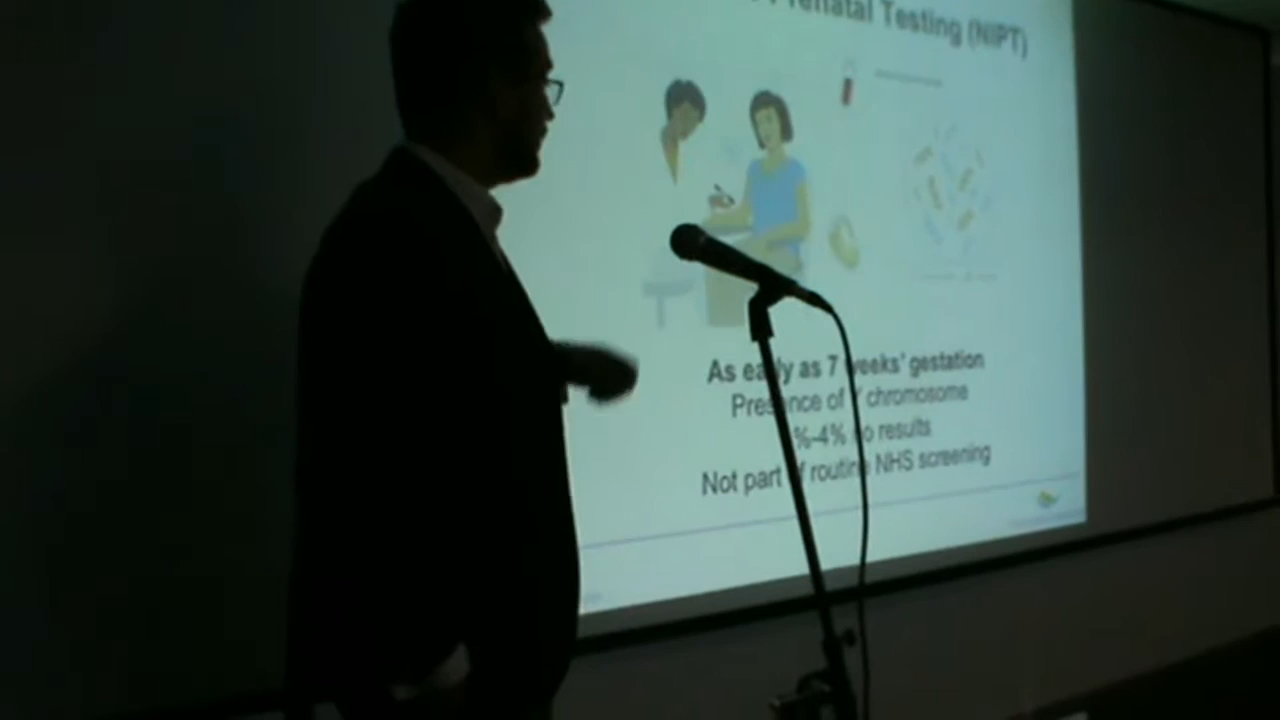 Prenatal Testing (NIPT)
As early as 7 weeks' gestation
Presence of Y chromosome
%-4% no results
Not part of routine NHS screening